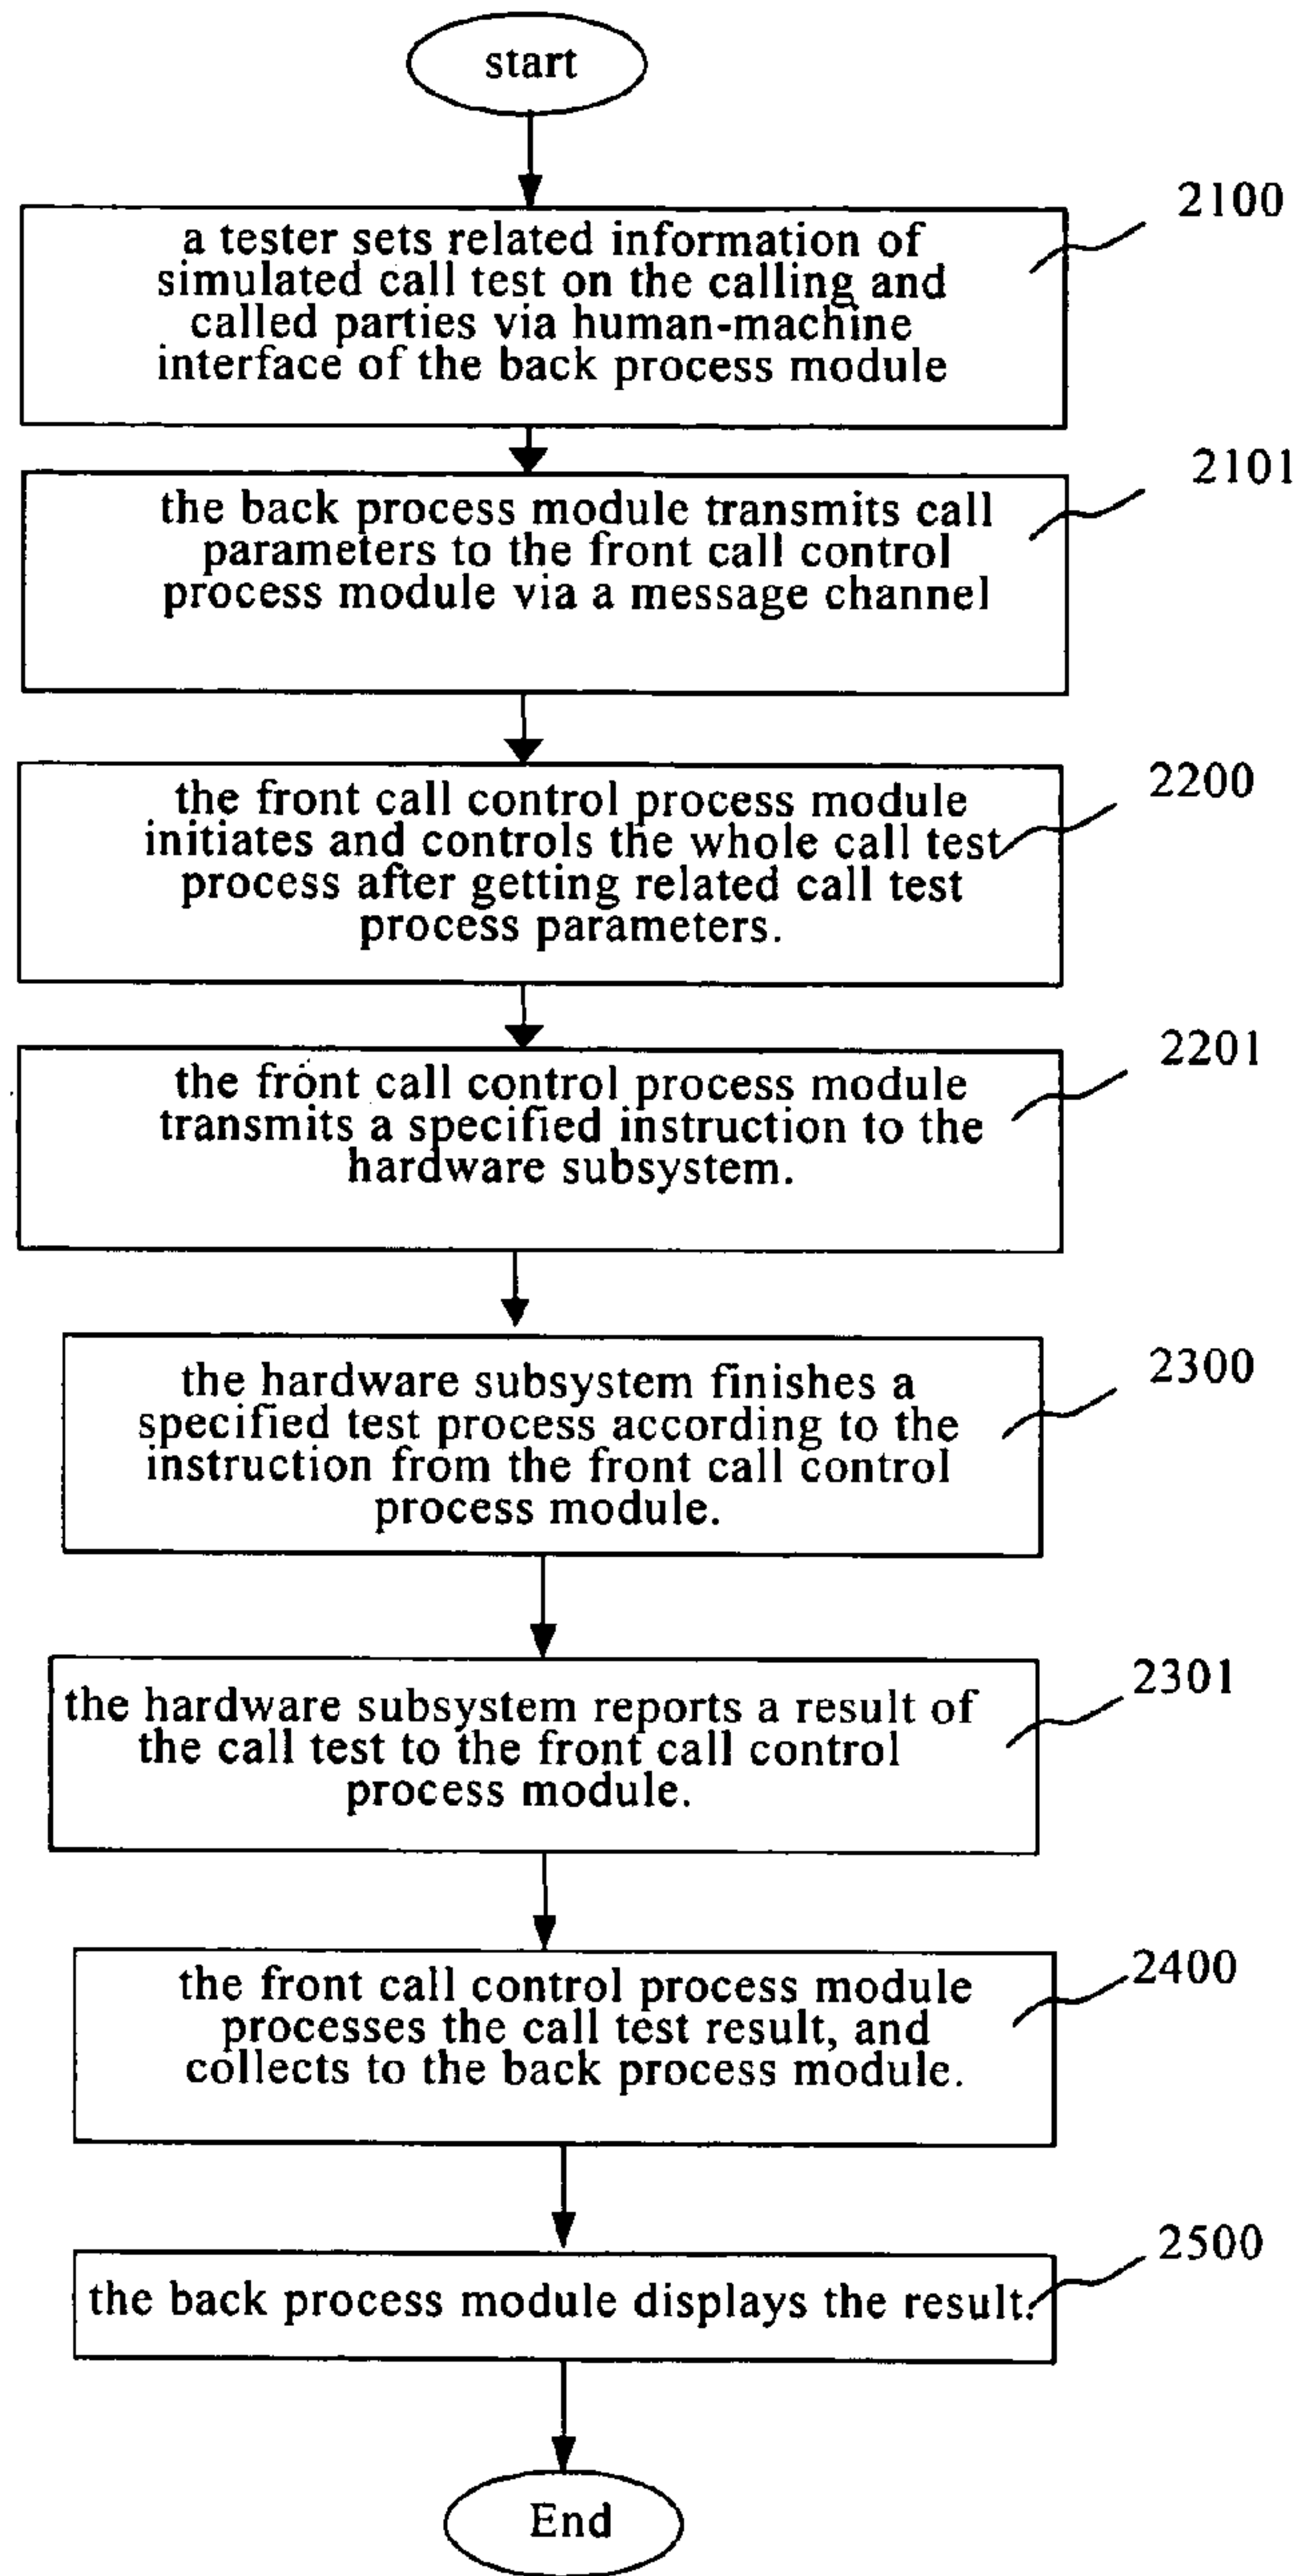 start
2100
a tester sets related information of
simulated call test on the calling and
called parties via human-machine
interface of the back process module
2101
the back process module transmits call
parameters to the front call control
process module via a message channel
2200
the front call control process module
initiates and controls the whole call test
process after getting related call test
process parameters.
2201
the front call control process module
transmits a specified instruction to the
hardware subsystem.
2300
the hardware subsystem finishes a
specified test process according to the
instruction from the front call control
process module.
2301
the hardware subsystem reports a result of
the call test to the front call control
process module.
2400
the front call control process module
processes the call test result, and
collects to the back process module.
2500
the back process module displays the result.
End